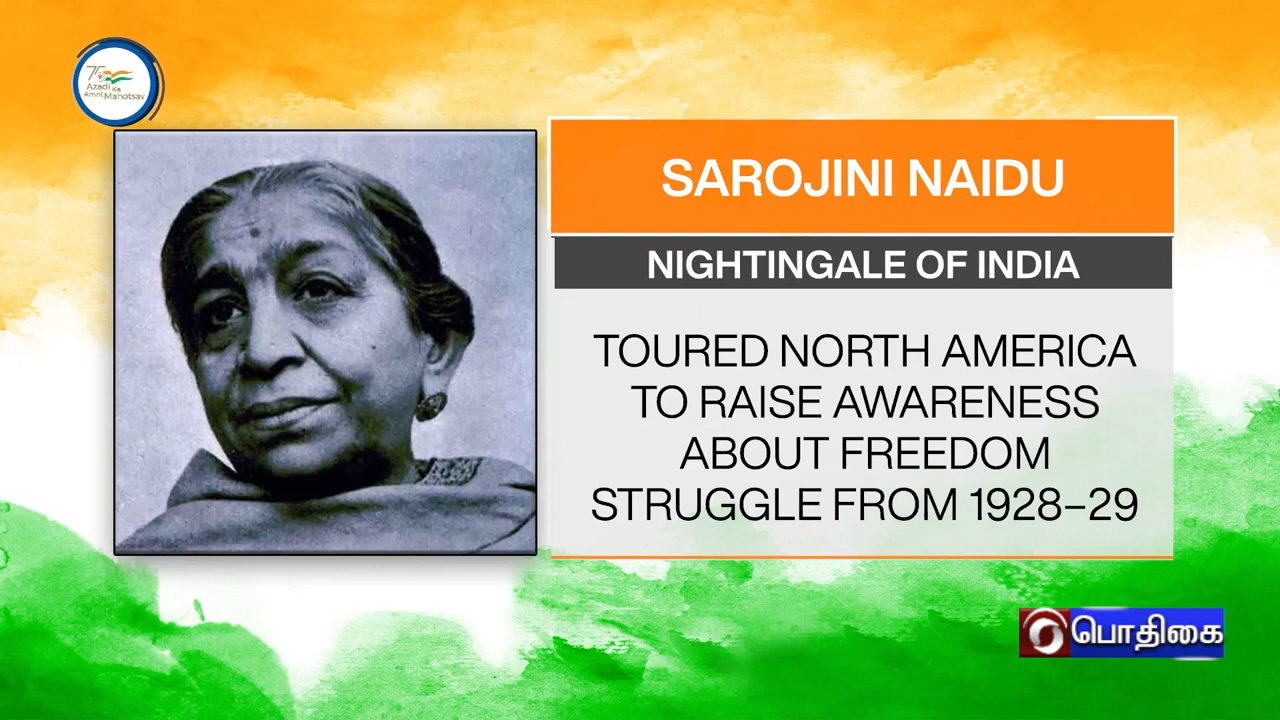 75
Azadi
Ka
Amrit Mahotsav
SAROJINI NAIDU
NIGHTINGALE OF INDIA
TOURED NORTH AMERICA
TO RAISE AWARENESS
ABOUT FREEDOM
STRUGGLE FROM 1928–29
பொதிகை